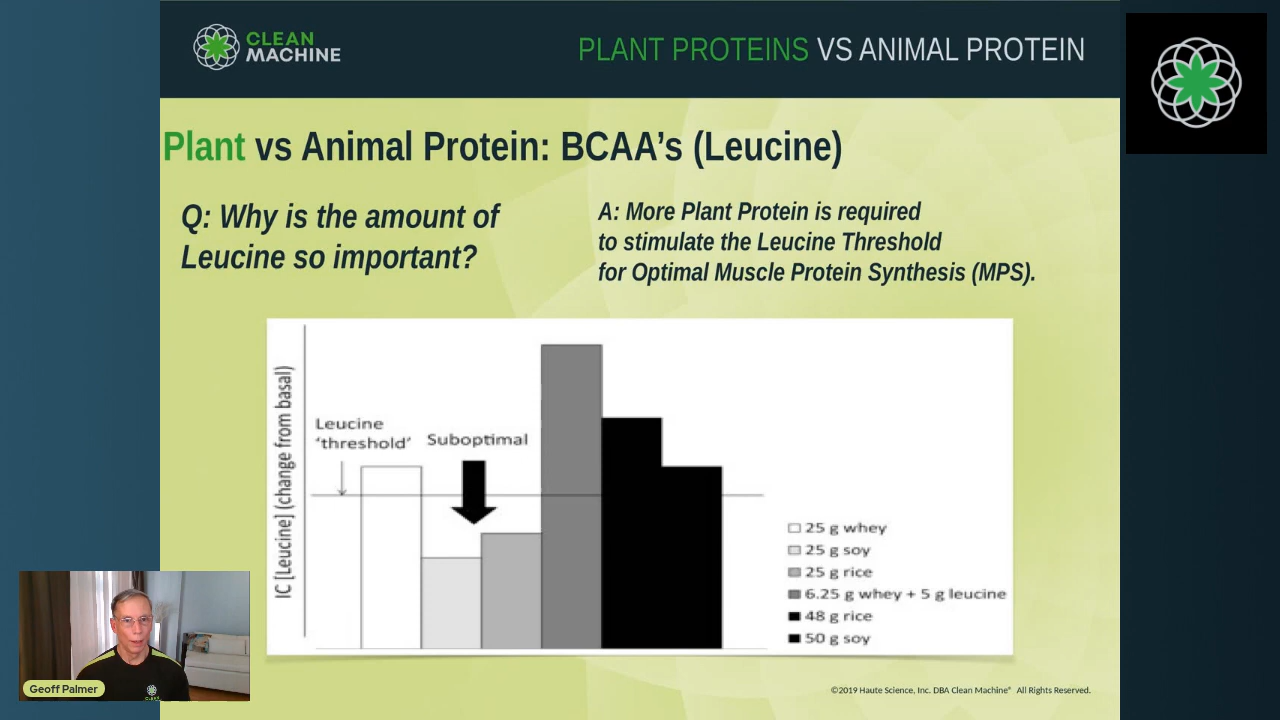 CLEAN
MACHINE
PLANT PROTEINS VS ANIMAL PROTEIN
Plant vs Animal Protein: BCAA’s (Leucine)
Q: Why is the amount of
Leucine so important?
A: More Plant Protein is required
to stimulate the Leucine Threshold
for Optimal Muscle Protein Synthesis (MPS).
IC [Leucine] (change from basal)
Leucine
‘threshold’
Suboptimal
25 g whey
25 g soy
25 g rice
6.25 g whey + 5 g leucine
48 g rice
50 g soy
Geoff Palmer
CLEAN
©2019 Haute Science, Inc. DBA Clean Machine® All Rights Reserved.